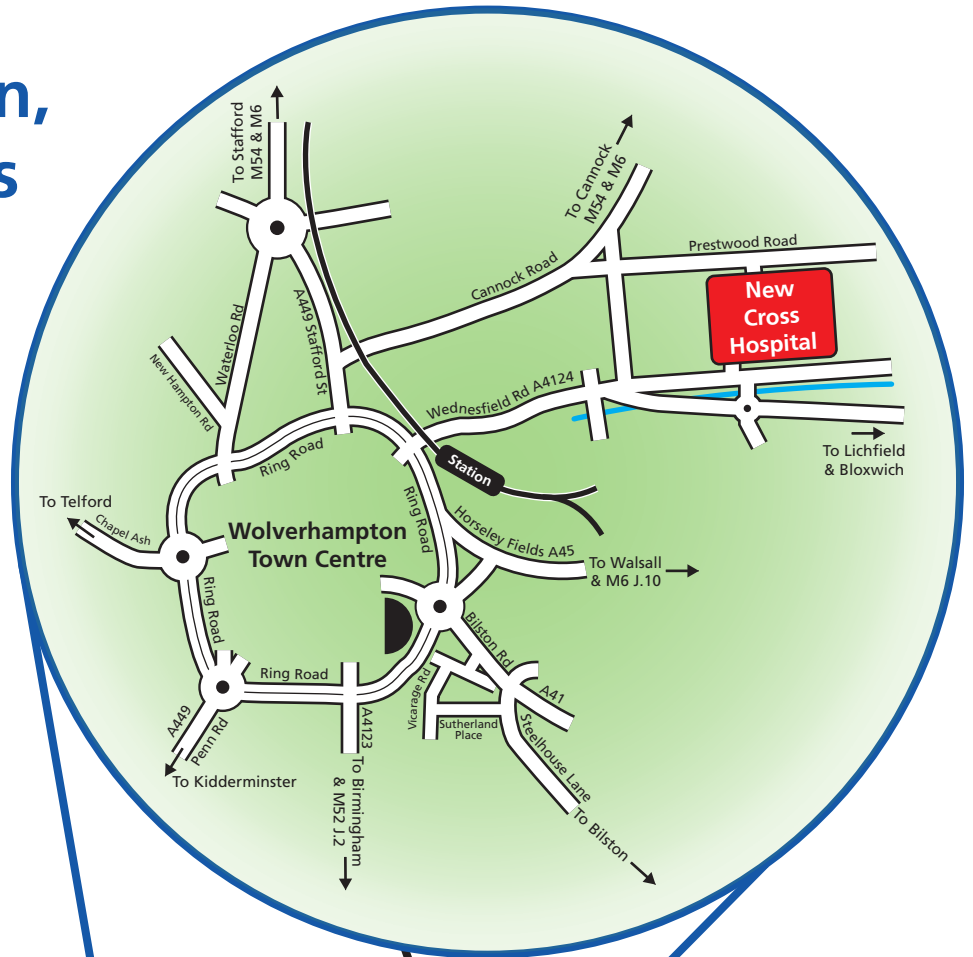 n,
s
To Stafford
M54 & M6
To Cannock
M54 & M6
Prestwood Road
Cannock Road
New
Cross
Hospital
Waterloo Rd
A449 Stafford St
New Hampton Rd
Wednesfield Rd A4124
To Lichfield
& Bloxwich
Ring Road
Station
Ring Road
To Telford
Chapel Ash
Wolverhampton
Town Centre
Horseley Fields A45
To Walsall
& M6 J.10
Ring Road
Bilston Rd
Ring Road
Vicarage Rd
A41
Sutherland
Place
A449
Penn Rd
A4123
Steelhouse Lane
To Kidderminster
To Birmingham
& M52 J.2
To Bilston